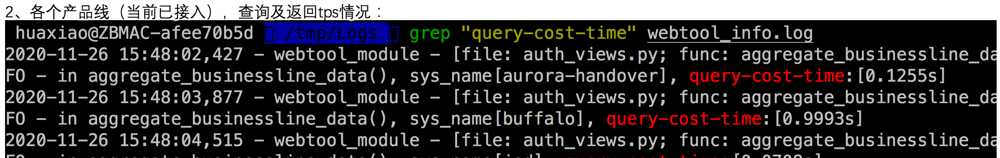 2、各个产品线（当前已接入），查询及返回tps情况：
huaxiao@ZBMAC-afee70b5d /tmp/Logs grep "query-cost-time" webtool_info.log
2020-11-26 15:48:02,427 - webtool_module - [file: auth_views.py; func: aggregate_businessline_da
FO - in aggregate_businessline_data(), sys_name[aurora-handover], query-cost-time:[0.1255s]
2020-11-26 15:48:03,877 - webtool_module - [file: auth_views.py; func: aggregate_businessline_da
FO - in aggregate_businessline_data(), sys_name[buffalo], query-cost-time:[0.9993s]
2020-11-26 15:48:04,515 - webtool_module - [file: auth_views.py; func: aggregate_businessline_da